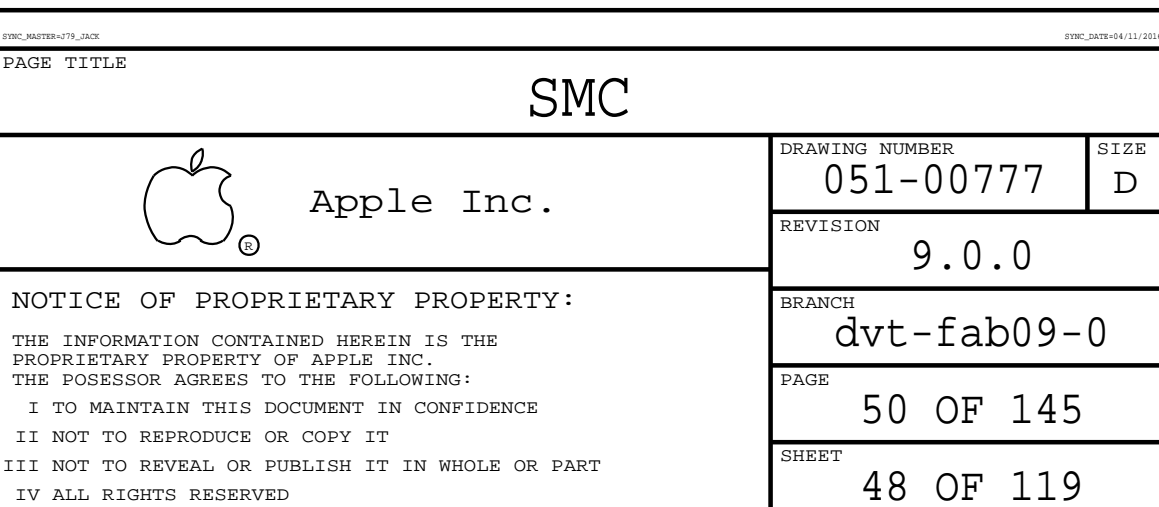 SYNC_MASTER=J79_JACK
SYNC_DATE=04/11/2016
PAGE TITLE
SMC
Apple Inc.
R
DRAWING NUMBER
051-00777
SIZE
D
REVISION
9.0.0
BRANCH
dvt-fab09-0
PAGE
50 OF 145
SHEET
48 OF 119
NOTICE OF PROPRIETARY PROPERTY:
THE INFORMATION CONTAINED HEREIN IS THE
PROPRIETARY PROPERTY OF APPLE INC.
THE POSESSOR AGREES TO THE FOLLOWING:
I TO MAINTAIN THIS DOCUMENT IN CONFIDENCE
II NOT TO REPRODUCE OR COPY IT
III NOT TO REVEAL OR PUBLISH IT IN WHOLE OR PART
IV ALL RIGHTS RESERVED